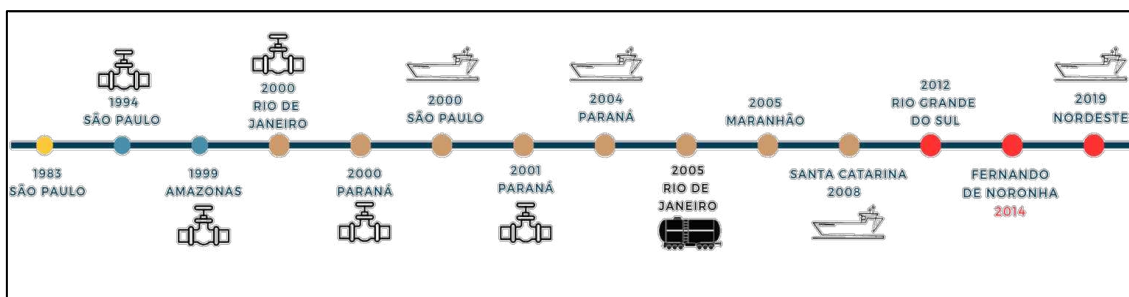 1983
SÃO PAULO
1994
SÃO PAULO
1999
AMAZONAS
2000
RIO DE
JANEIRO
2000
PARANÁ
2000
SÃO PAULO
2001
PARANÁ
2004
PARANÁ
2005
RIO DE
JANEIRO
2005
MARANHÃO
SANTA CATARINA
2008
2012
RIO GRANDE
DO SUL
FERNANDO
DE NORONHA
2014
2019
NORDESTE